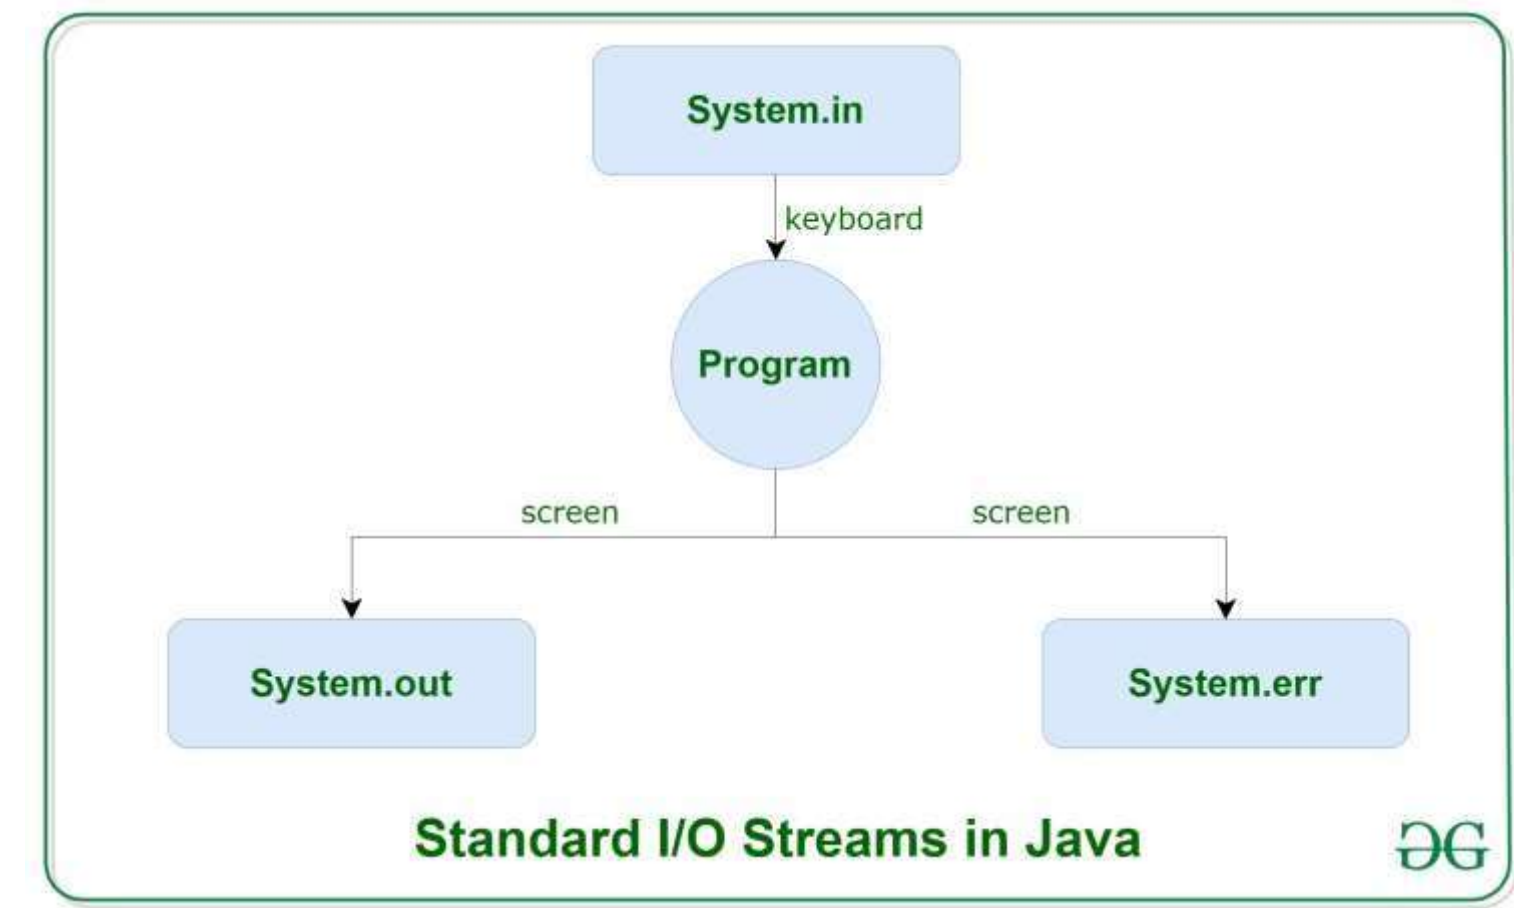 System.in
keyboard
Program
screen
screen
System.out
System.err
Standard I/O Streams in Java